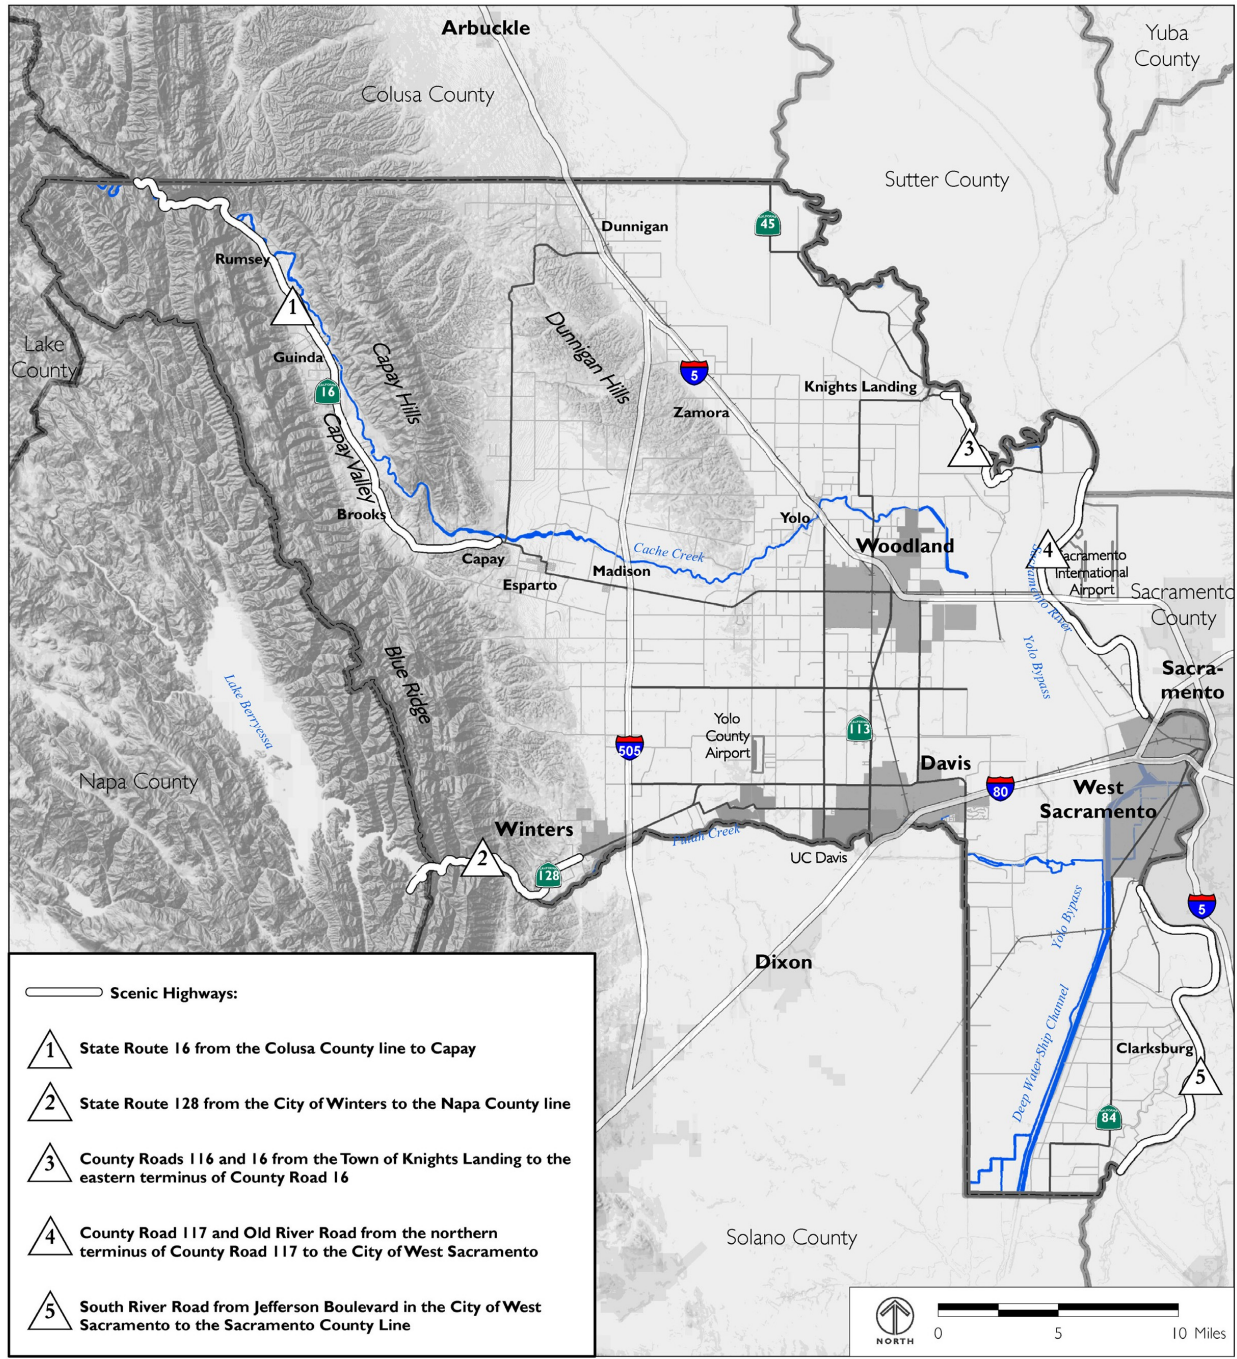 Arbuckle
Yuba
County
Colusa County
Sutter County
45
Dunnigan
Rumsey
1
Lake
County
Guinda
16
Capay Hills
Dunnigan Hills
5
Knights Landing
Zamora
Capay Valley
3
Brooks
Yolo
Woodland
4
Cache Creek
Capay
Madison
Esparto
acramento
International
Airport
Sacramento
County
River
Yolo Bypass
Blue Ridge
Lake Berryessa
Sacra-
mento
Yolo
County
Airport
113
505
Napa County
Davis
80
West
Sacramento
Winters
Putah Creek
2
128
UC Davis
5
Yolo Bypass
Dixon
Deep Water Ship Channel
Clarksburg
5
84
Solano County
Scenic Highways:
1 State Route 16 from the Colusa County line to Capay
2 State Route 128 from the City of Winters to the Napa County line
3 County Roads 116 and 16 from the Town of Knights Landing to the
eastern terminus of County Road 16
4 County Road 117 and Old River Road from the northern
terminus of County Road 117 to the City of West Sacramento
5 South River Road from Jefferson Boulevard in the City of West
Sacramento to the Sacramento County Line
NORTH
0 5 10 Miles